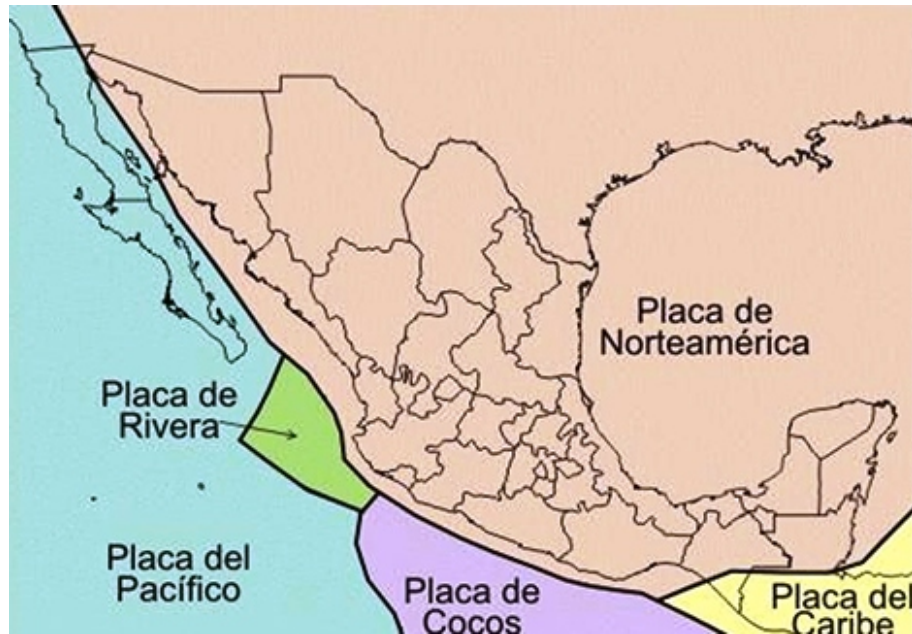 Placa de
Norteamérica
Placa de
Rivera
Placa del
Pacífico
Placa de
Cocos
Placa del
Caribe